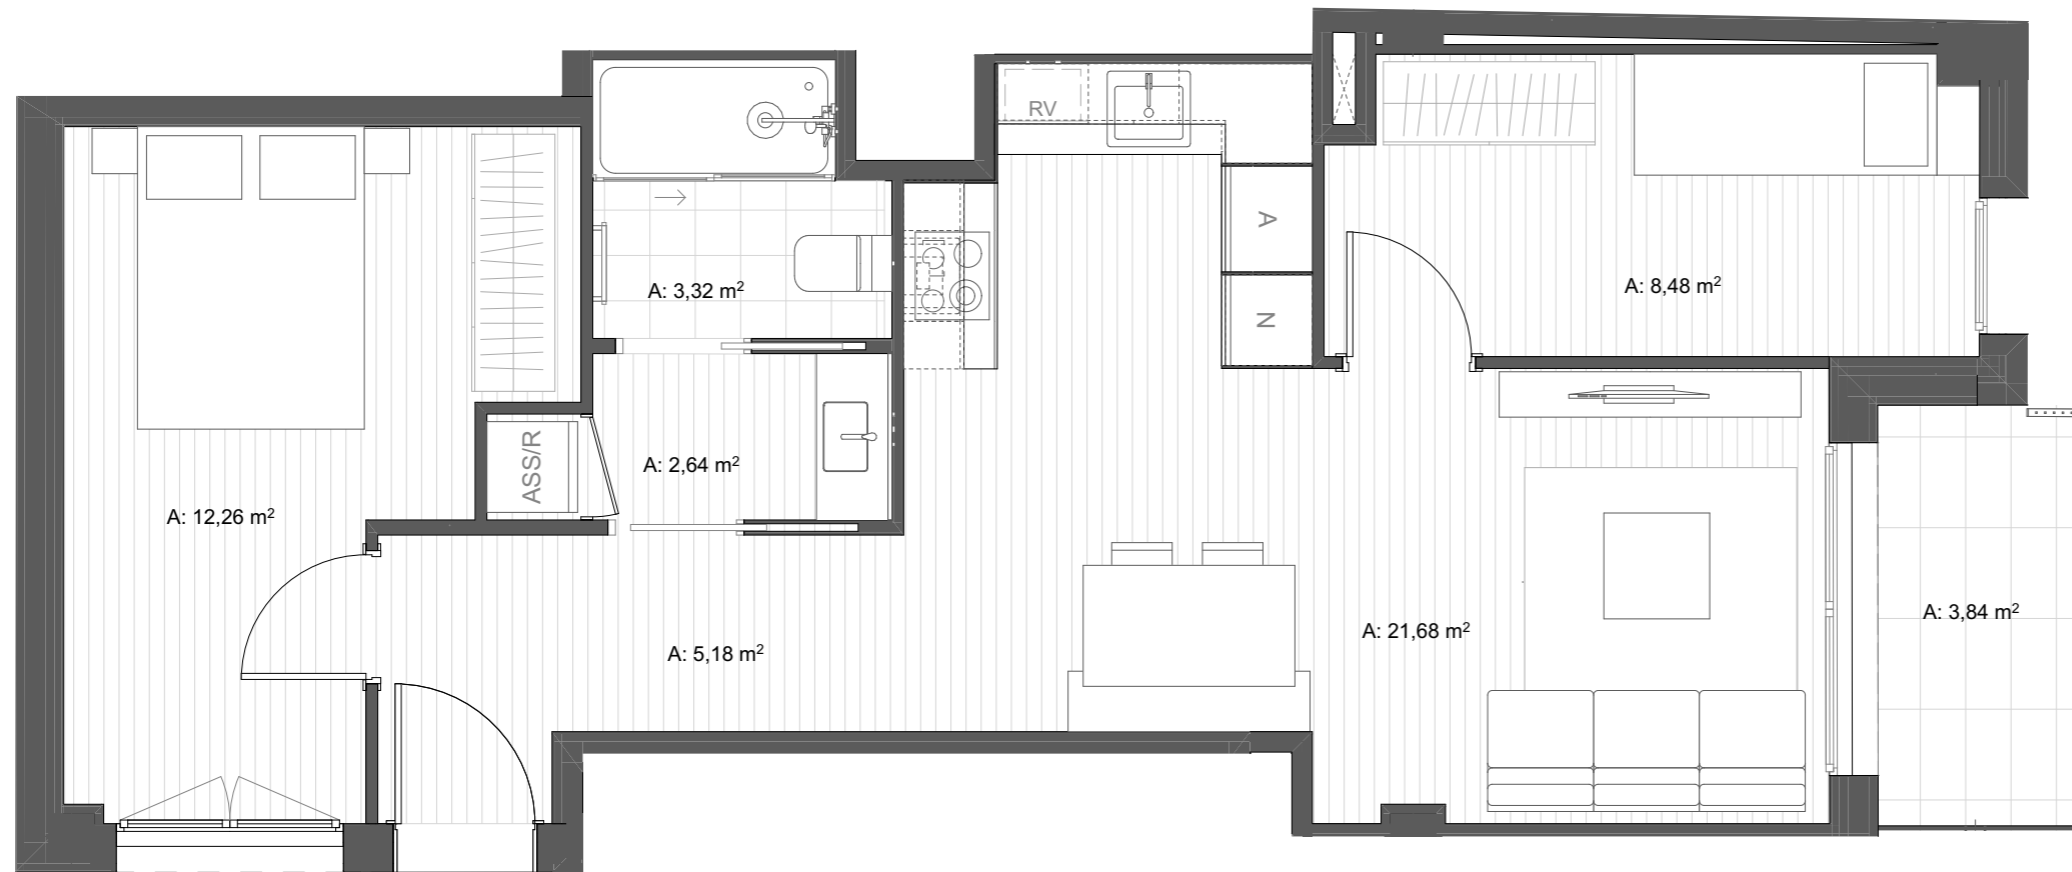 RV
A
N
A: 3,32 m²
A: 8,48 m²
A: 2,64 m²
ASS/R
A: 12,26 m²
A: 5,18 m²
A: 21,68 m²
A: 3,84 m²